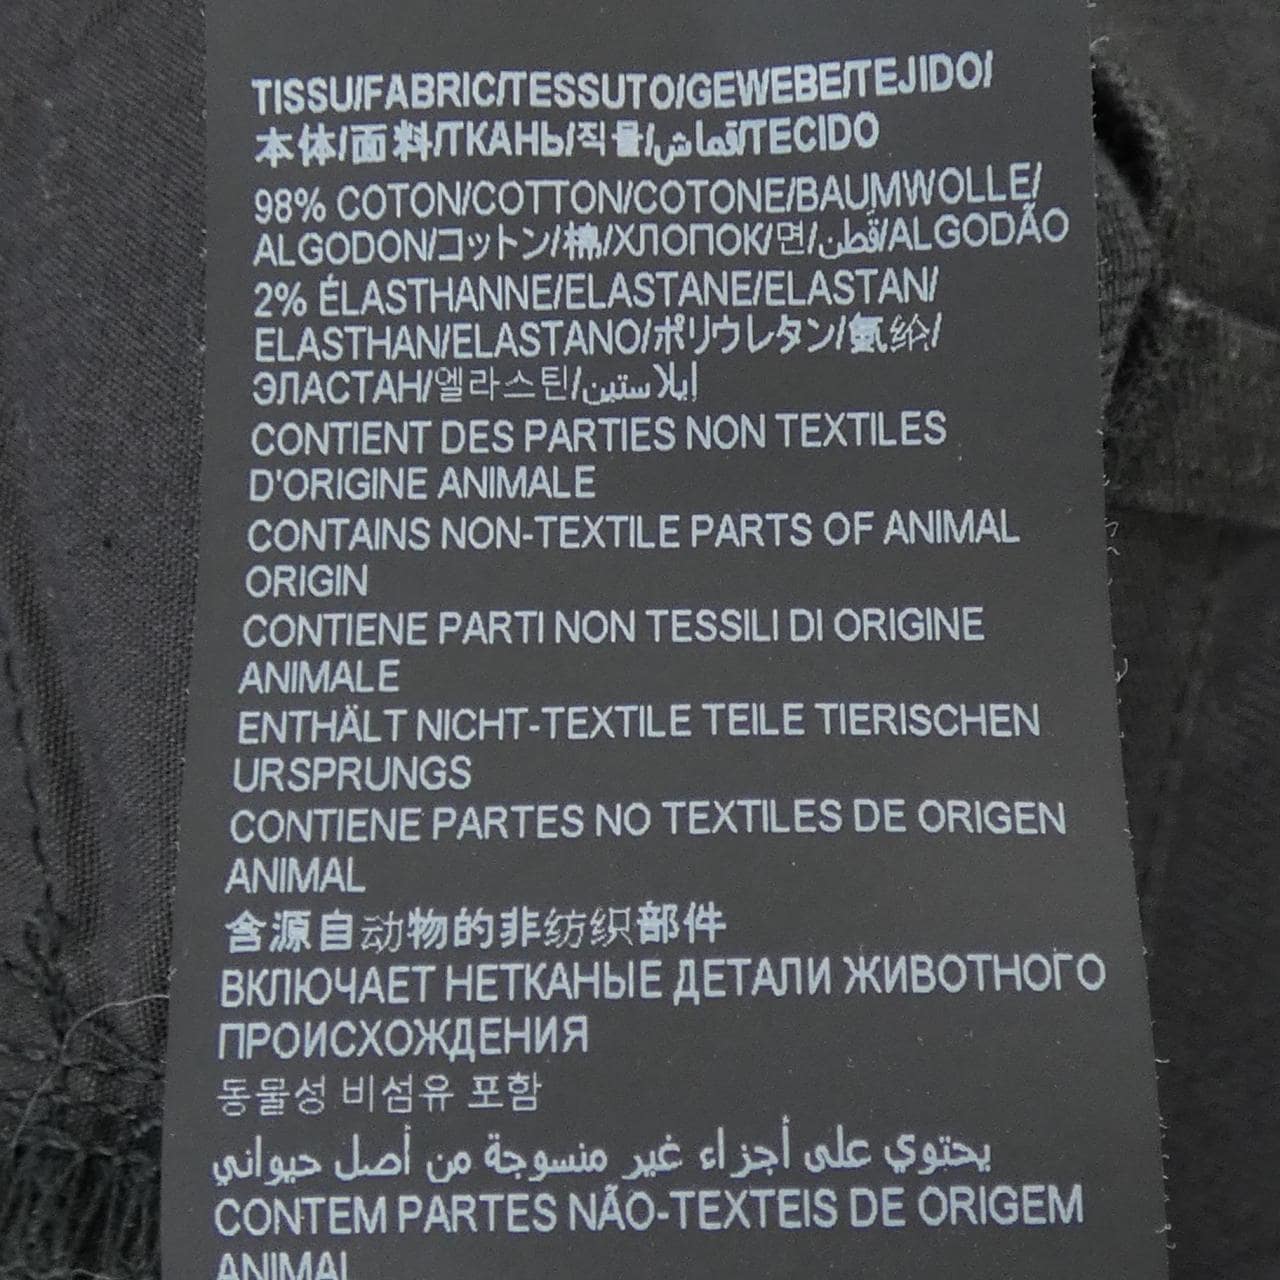 TISSU/FABRIC/TESSUTO/GEWEBE/TEJIDO/
本体/面料/ТКАНЬ/직물/قماش/TECIDO
98% COTON/COTTON/COTONE/BAUMWOLLE/
ALGODON/コットン/棉/ХЛОПОК/면/قطن/ALGODÃO
2% ÉLASTHANNE/ELASTANE/ELASTAN/
ELASTHAN/ELASTANO/ポリウレタン/氨纶/
ЭЛАСТАН/엘라스틴/إيلاستين
CONTIENT DES PARTIES NON TEXTILES
D'ORIGINE ANIMALE
CONTAINS NON-TEXTILE PARTS OF ANIMAL
ORIGIN
CONTIENE PARTI NON TESSILI DI ORIGINE
ANIMALE
ENTHÄLT NICHT-TEXTILE TEILE TIERISCHEN
URSPRUNGS
CONTIENE PARTES NO TEXTILES DE ORIGEN
ANIMAL
含源自动物的非纺织部件
ВКЛЮЧАЕТ НЕТКАНЫЕ ДЕТАЛИ ЖИВОТНОГО
ПРОИСХОЖДЕНИЯ
동물성 비섬유 포함
يحتوي على أجزاء غير منسوجة من أصل حيواني
CONTEM PARTES NÃO-TEXTEIS DE ORIGEM
ANIMAL